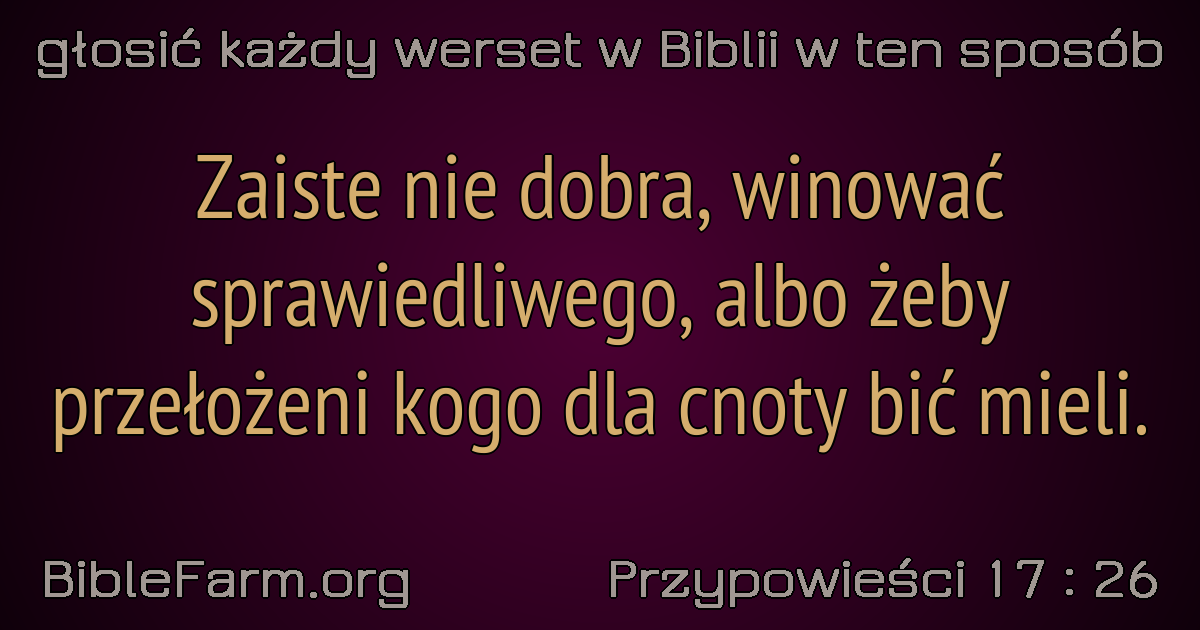 głosić każdy werset w Biblii w ten sposób
Zaiste nie dobra, winować
sprawiedliwego, albo żeby
przełożeni kogo dla cnoty bić mieli.
BibleFarm.org
Przypowieści 17 : 26